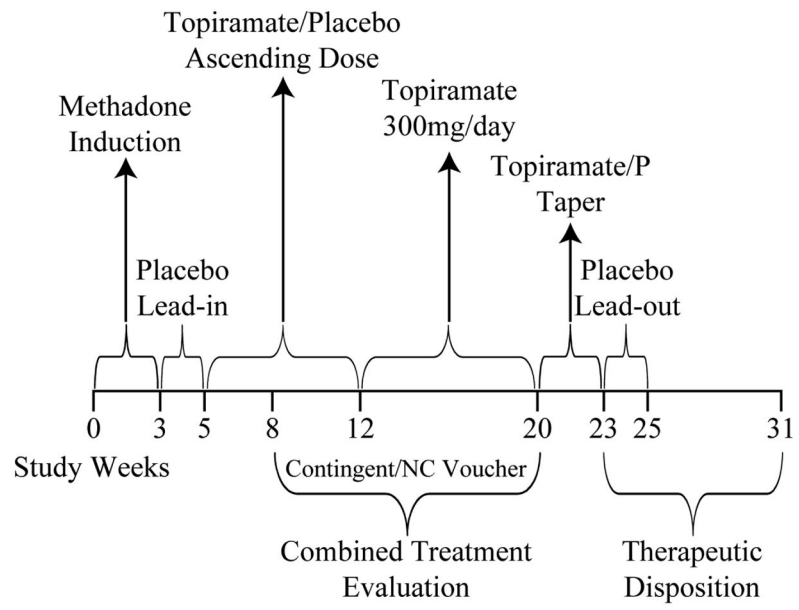 Topiramate/Placebo
Ascending Dose
Methadone
Induction
Topiramate
300mg/day
Topiramate/P
Taper
Placebo
Lead-in
Placebo
Lead-out
0 3 5 8 12 20 23 25 31
Study Weeks
Contingent/NC Voucher
Combined Treatment
Evaluation
Therapeutic
Disposition